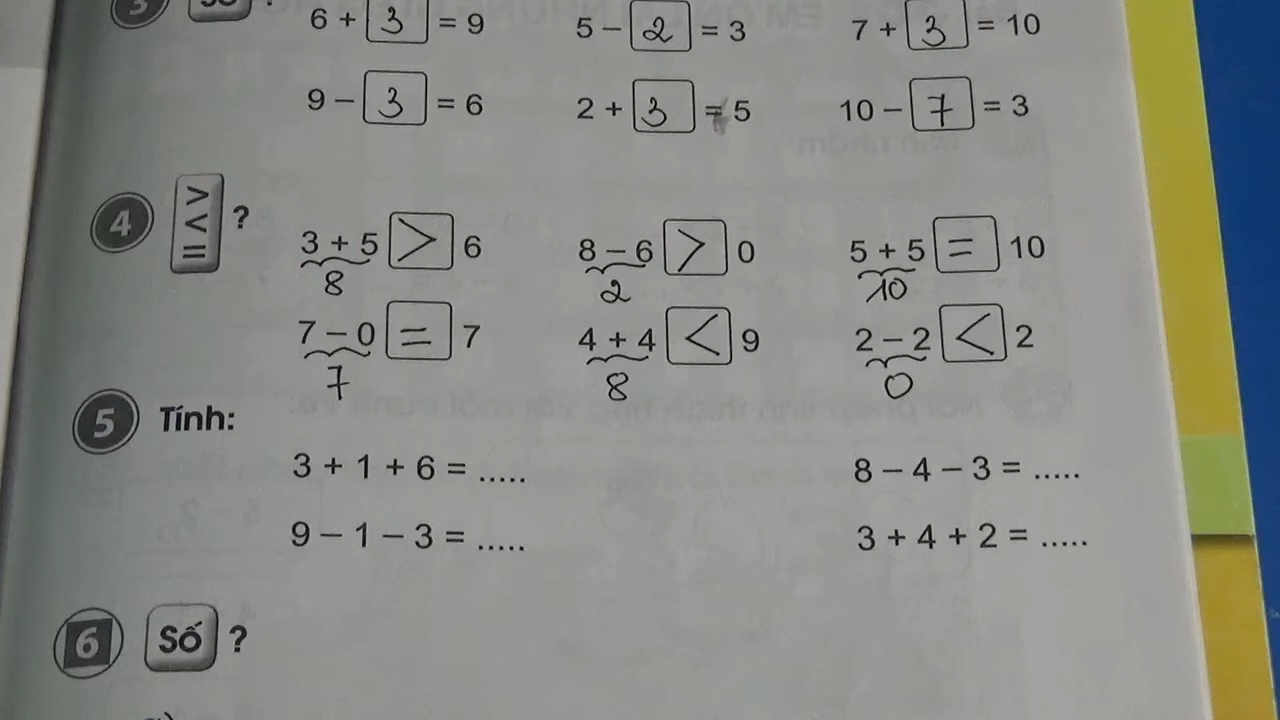 3 Số ?
6 + 3 = 9 5 – 2 = 3 7 + 3 = 10
9 – 3 = 6 2 + 3 = 5 10 – 7 = 3
4 > < = ?
3 + 5 > 6 8 – 6 > 0 5 + 5 = 10
8 2 10
7 – 0 = 7 4 + 4 < 9 2 – 2 < 2
7 8 0
5 Tính:
3 + 1 + 6 = ..... 8 – 4 – 3 = .....
9 – 1 – 3 = ..... 3 + 4 + 2 = .....
6 Số ?